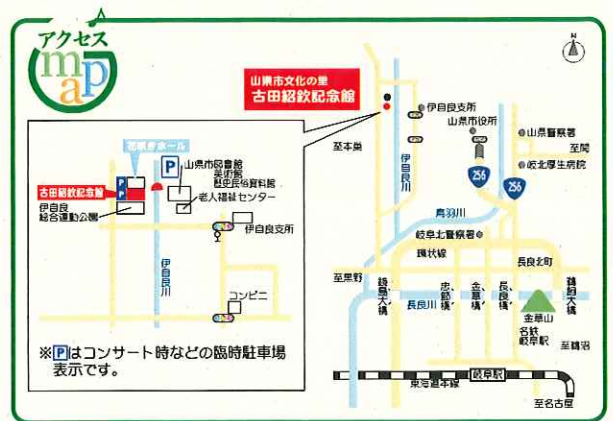 アクセス
map
山県市文化の里
古田紹欽記念館
伊自良支所
山県市役所
山県警察署
至関
岐北厚生病院
至本巣
伊自良川
256
256
鳥羽川
岐阜北警察署
環状線
長良北町
至黒野
鏡島大橋
忠節橋
金華橋
長良橋
鵜飼大橋
長良川
金華山
名鉄
岐阜駅
至鵜沼
岐阜駅
東海道本線
至名古屋
花咲きホール
P
山県市図書館
美術館
歴史民俗資料館
老人福祉センター
古田紹欽記念館
P
P
伊自良
総合運動公園
伊自良支所
伊自良川
コンビニ
※Pはコンサート時などの臨時駐車場
表示です。